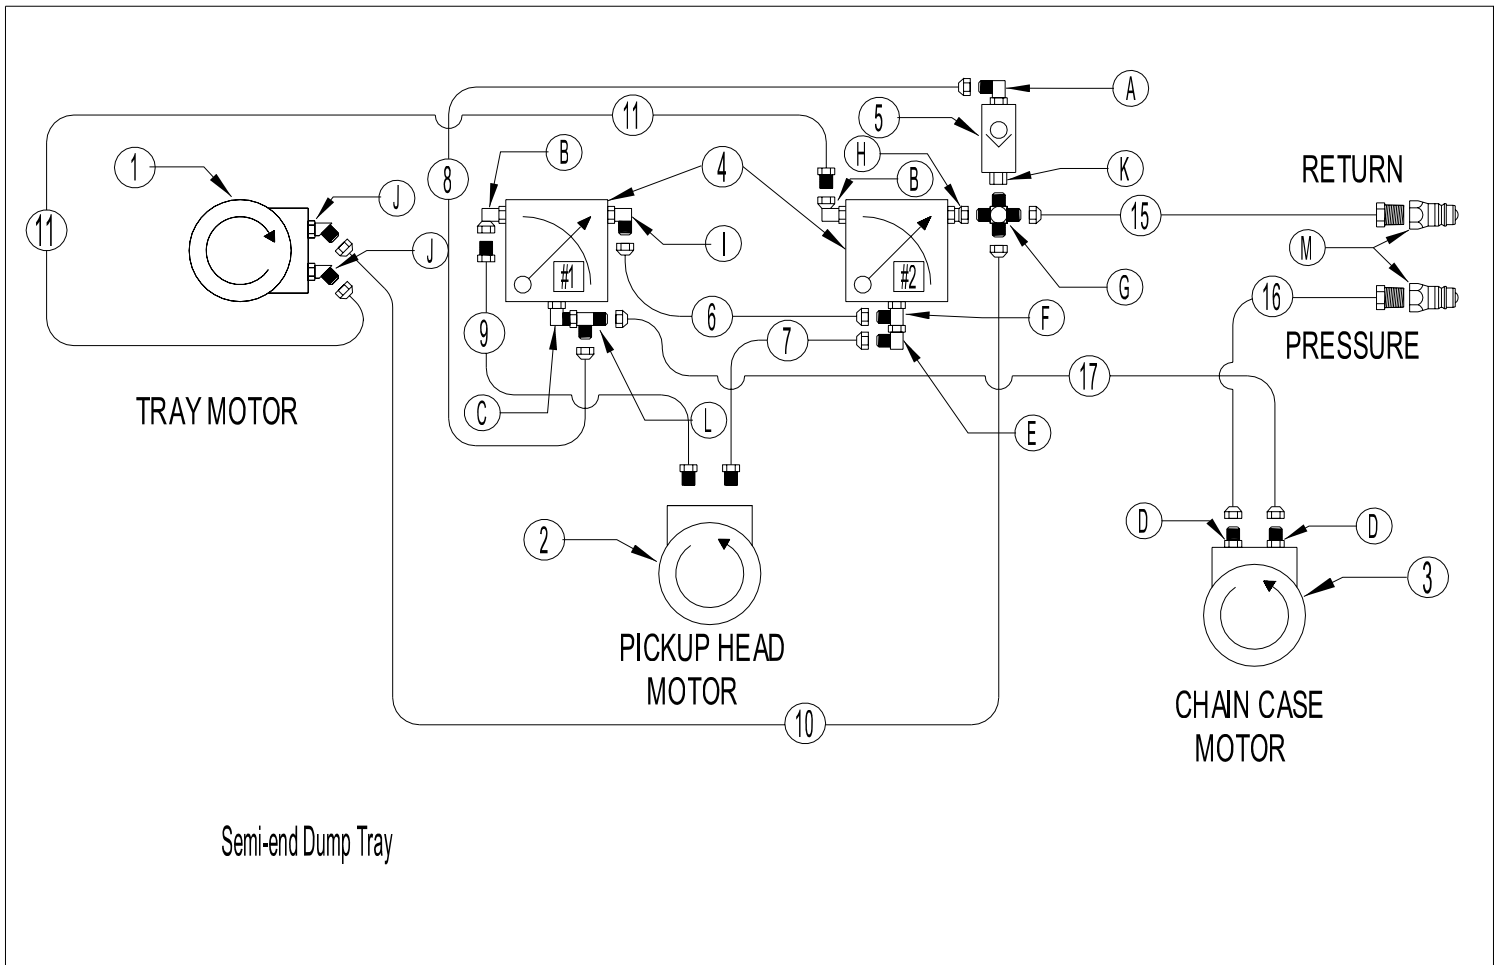 A
11
5
B
H
1
4
K
RETURN
8
B
J
15
11
I
J
M
#1
#2
G
16
6
F
9
7
PRESSURE
17
TRAY MOTOR
C
L
E
D
D
2
3
PICKUP HEAD
MOTOR
CHAIN CASE
MOTOR
10
Semi-end Dump Tray